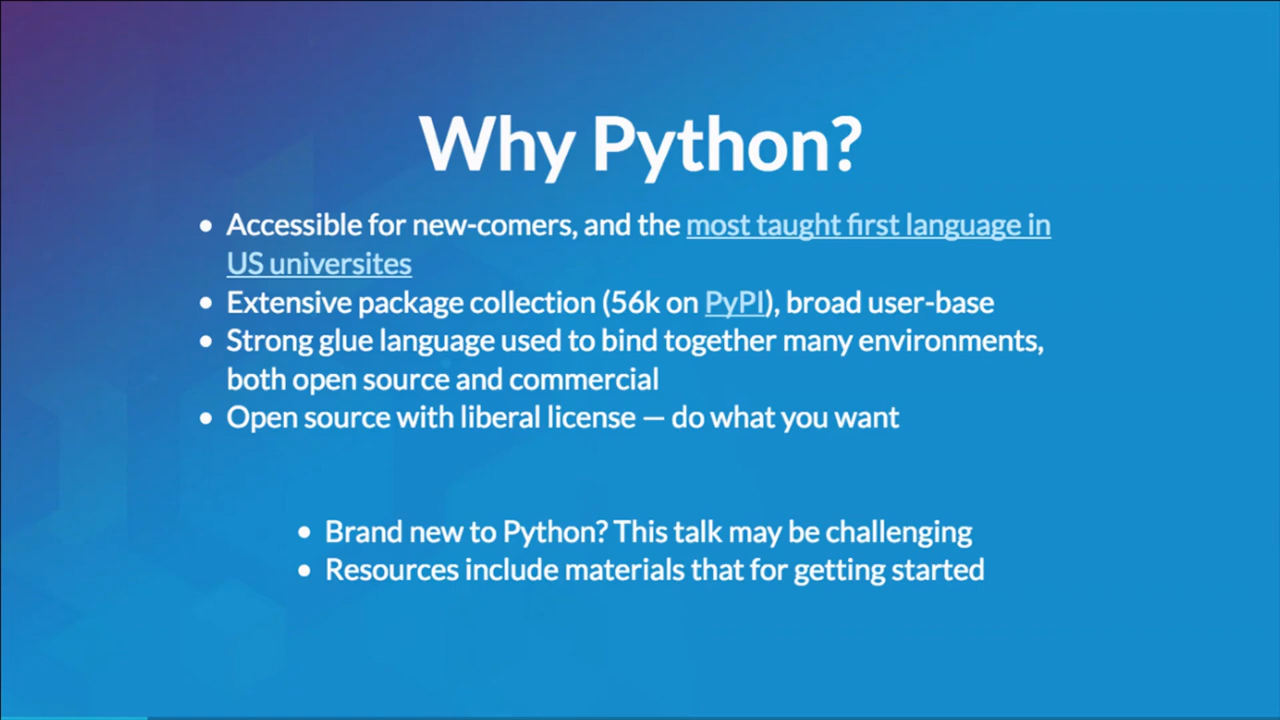 Why Python?
• Accessible for new-comers, and the most taught first language in
US universites
• Extensive package collection (56k on PyPI), broad user-base
• Strong glue language used to bind together many environments,
both open source and commercial
• Open source with liberal license — do what you want
• Brand new to Python? This talk may be challenging
• Resources include materials that for getting started